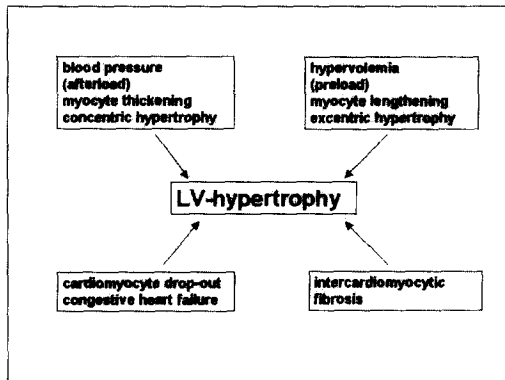 blood pressure
(afterload)
myocyte thickening
concentric hypertrophy
hypervolemia
(preload)
myocyte lengthening
excentric hypertrophy
LV-hypertrophy
cardiomyocyte drop-out
congestive heart failure
intercardiomyocytic
fibrosis